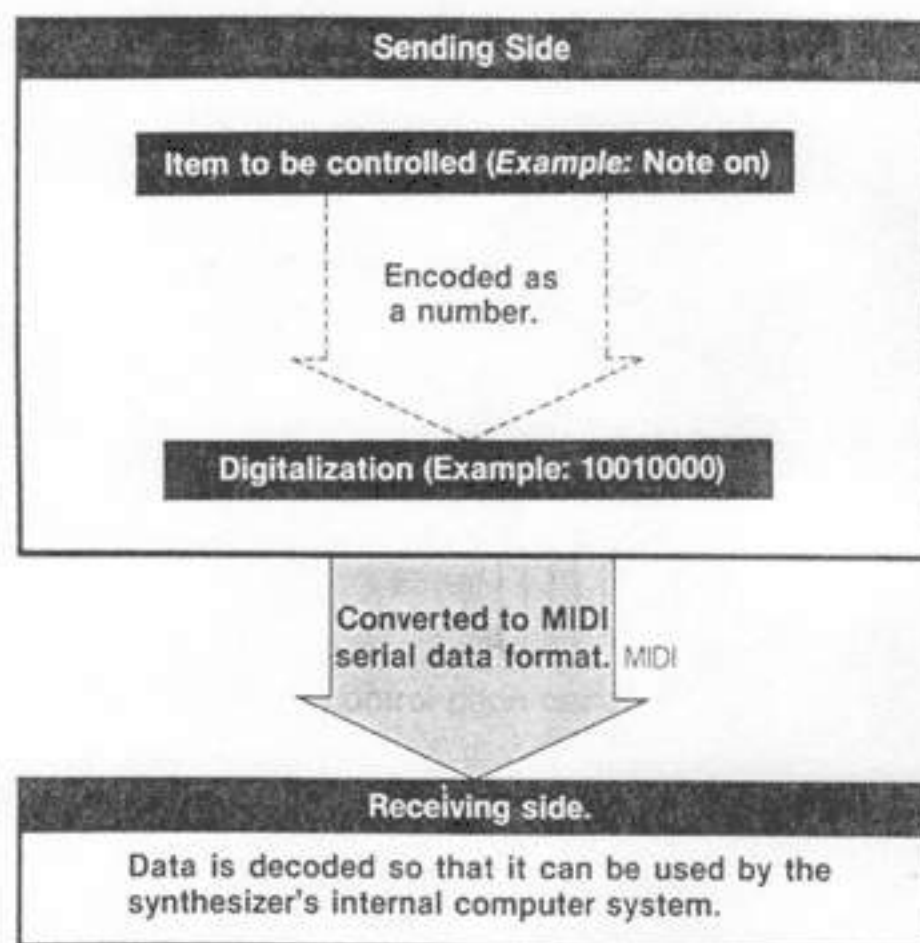 Sending Side
Item to be controlled (Example: Note on)
Encoded as
a number.
Digitalization (Example: 10010000)
Converted to MIDI
serial data format. MIDI
Receiving side.
Data is decoded so that it can be used by the
synthesizer's internal computer system.